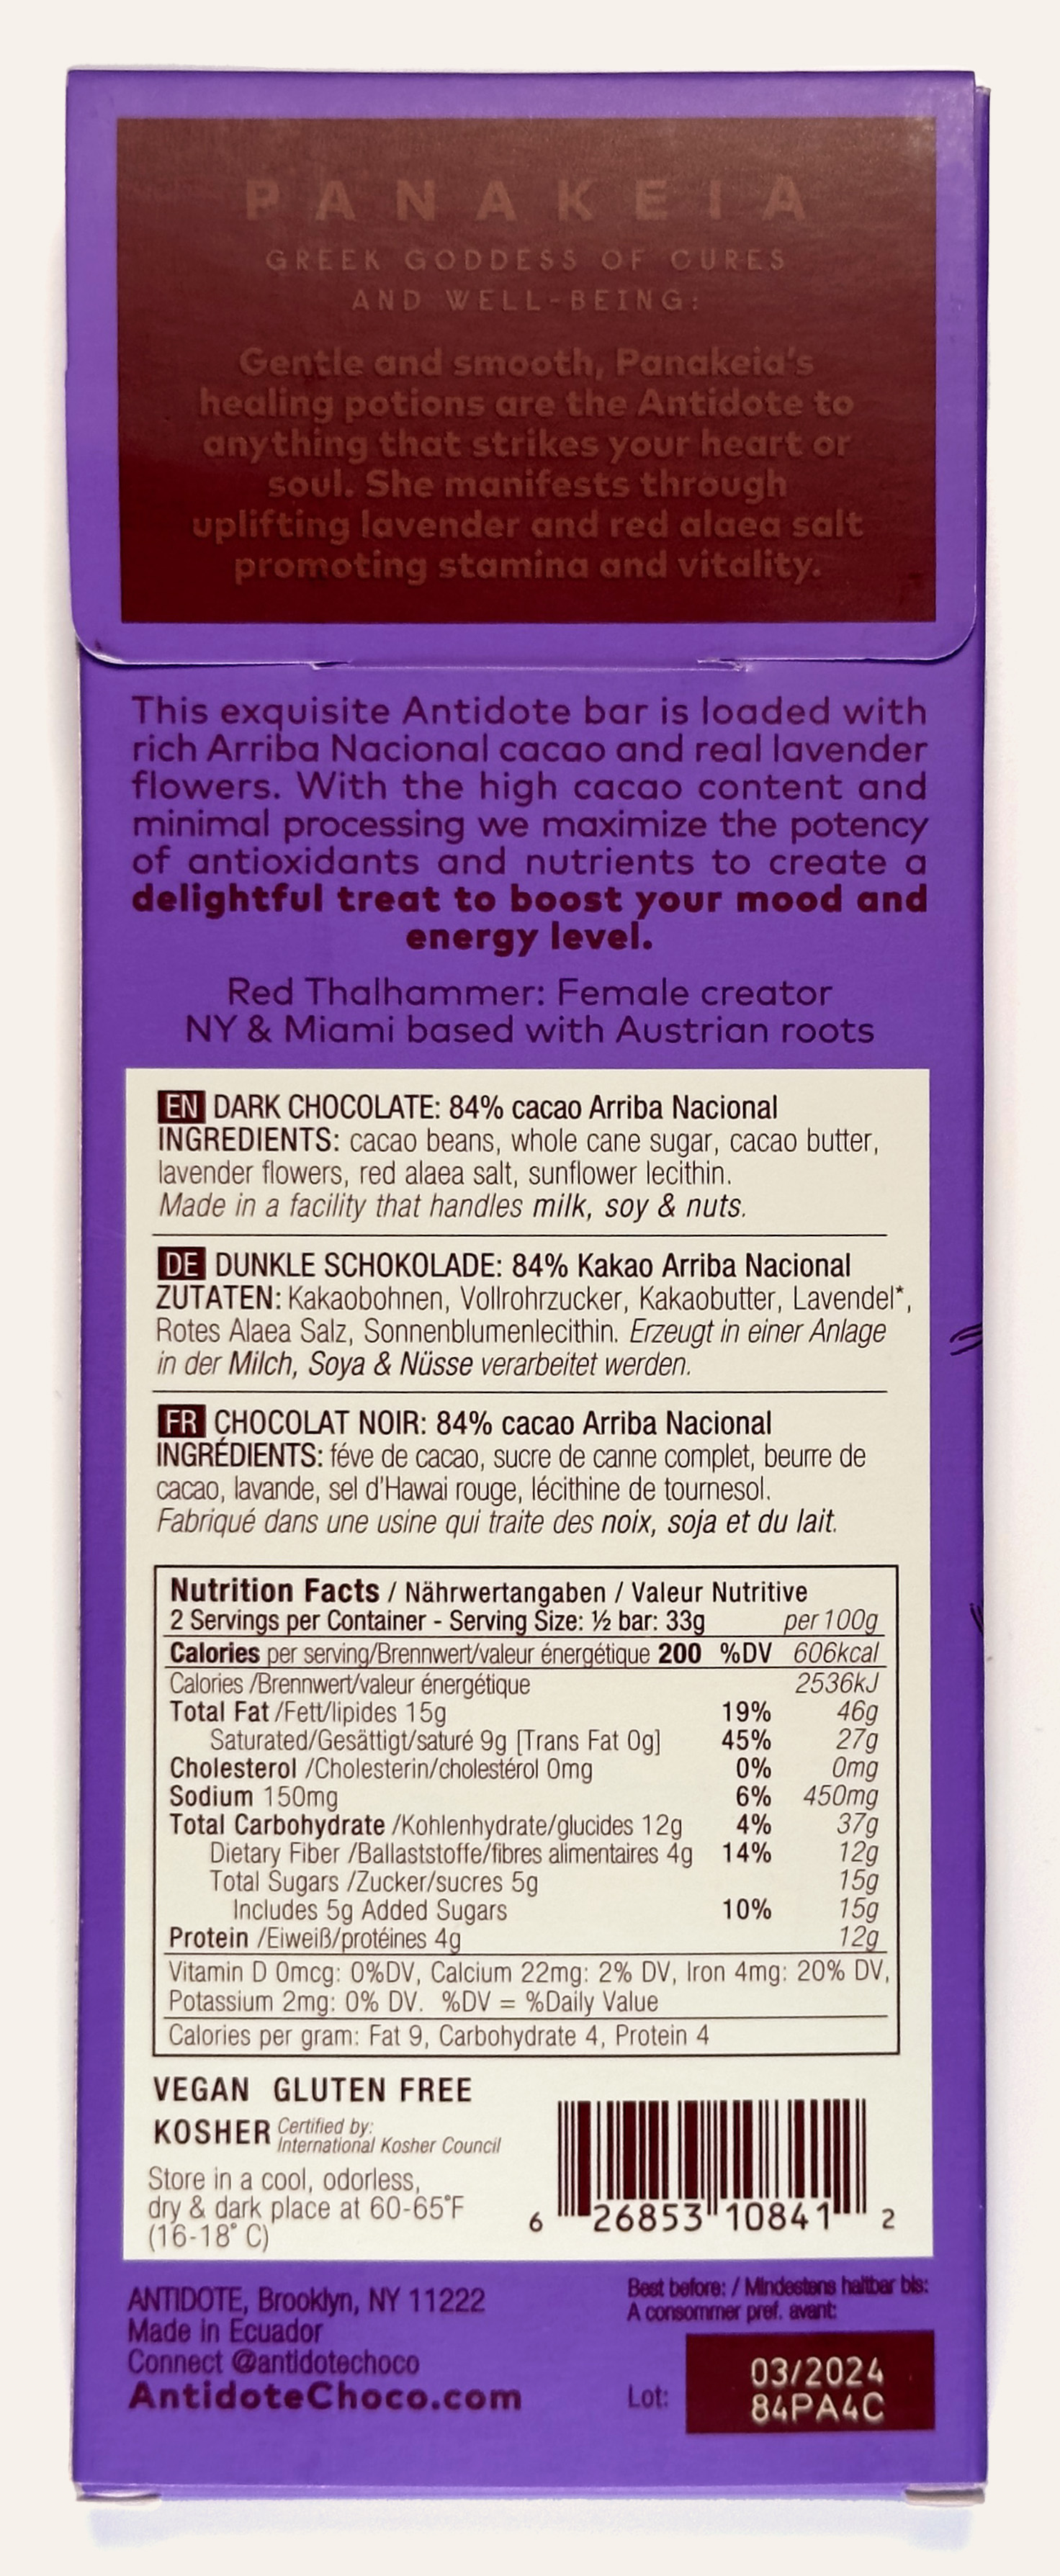 PANAKEIA
GREEK GODDESS OF CURES
AND WELL-BEING:
Gentle and smooth, Panakeia's
healing potions are the Antidote to
anything that strikes your heart or
soul. She manifests through
uplifting lavender and red alaea salt
promoting stamina and vitality.
This exquisite Antidote bar is loaded with
rich Arriba Nacional cacao and real lavender
flowers. With the high cacao content and
minimal processing we maximize the potency
of antioxidants and nutrients to create a
delightful treat to boost your mood and
energy level.
Red Thalhammer: Female creator
NY & Miami based with Austrian roots
EN DARK CHOCOLATE: 84% cacao Arriba Nacional
INGREDIENTS: cacao beans, whole cane sugar, cacao butter,
lavender flowers, red alaea salt, sunflower lecithin.
Made in a facility that handles milk, soy & nuts.
DE DUNKLE SCHOKOLADE: 84% Kakao Arriba Nacional
ZUTATEN: Kakaobohnen, Vollrohrzucker, Kakaobutter, Lavendel*,
Rotes Alaea Salz, Sonnenblumenlecithin. Erzeugt in einer Anlage
in der Milch, Soya & Nüsse verarbeitet werden.
FR CHOCOLAT NOIR: 84% cacao Arriba Nacional
INGRÉDIENTS: féve de cacao, sucre de canne complet, beurre de
cacao, lavande, sel d'Hawai rouge, lécithine de tournesol.
Fabriqué dans une usine qui traite des noix, soja et du lait.
Nutrition Facts / Nährwertangaben / Valeur Nutritive
2 Servings per Container - Serving Size: ½ bar: 33g per 100g
Calories per serving/Brennwert/valeur énergétique 200 %DV 606kcal
Calories /Brennwert/valeur énergétique 2536kJ
Total Fat /Fett/lipides 15g 19% 46g
Saturated/Gesättigt/saturé 9g [Trans Fat 0g] 45% 27g
Cholesterol /Cholesterin/cholestérol 0mg 0% 0mg
Sodium 150mg 6% 450mg
Total Carbohydrate /Kohlenhydrate/glucides 12g 4% 37g
Dietary Fiber /Ballaststoffe/fibres alimentaires 4g 14% 12g
Total Sugars /Zucker/sucres 5g 15g
Includes 5g Added Sugars 10% 15g
Protein /Eiweiß/protéines 4g 12g
Vitamin D 0mcg: 0%DV, Calcium 22mg: 2% DV, Iron 4mg: 20% DV,
Potassium 2mg: 0% DV. %DV = %Daily Value
Calories per gram: Fat 9, Carbohydrate 4, Protein 4
VEGAN GLUTEN FREE
KOSHER Certified by:
International Kosher Council
Store in a cool, odorless,
dry & dark place at 60-65°F
(16-18° C)
6 26853 10841 2
ANTIDOTE, Brooklyn, NY 11222
Made in Ecuador
Connect @antidotechoco
AntidoteChoco.com
Best before: / Mindestens haltbar bis:
A consommer pref. avant:
Lot: 03/2024
84PA4C